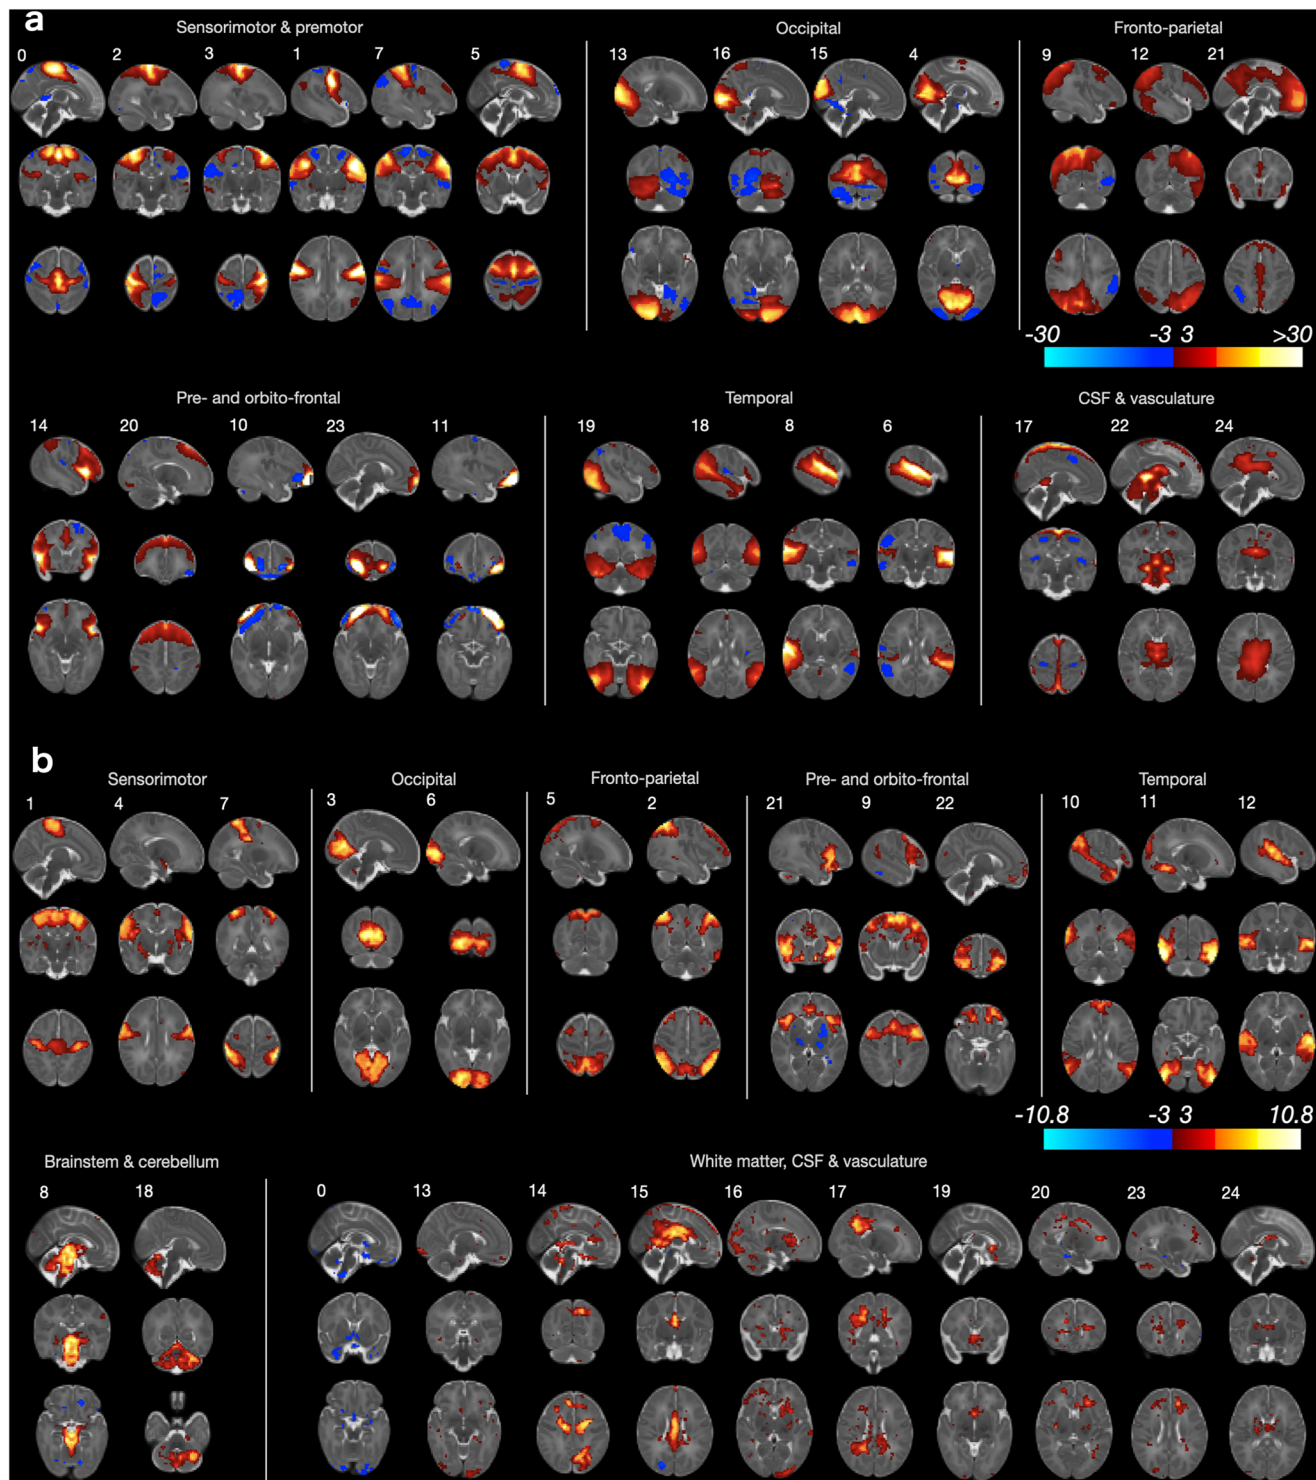 a
Sensorimotor & premotor
Occipital
Fronto-parietal
0 2 3 1 7 5
13 16 15 4
9 12 21
-30 -3 3 >30
Pre- and orbito-frontal
Temporal
CSF & vasculature
14 20 10 23 11
19 18 8 6
17 22 24
b
Sensorimotor
Occipital
Fronto-parietal
Pre- and orbito-frontal
Temporal
1 4 7
3 6
5 2
21 9 22
10 11 12
-10.8 -3 3 10.8
Brainstem & cerebellum
White matter, CSF & vasculature
8 18
0 13 14 15 16 17 19 20 23 24